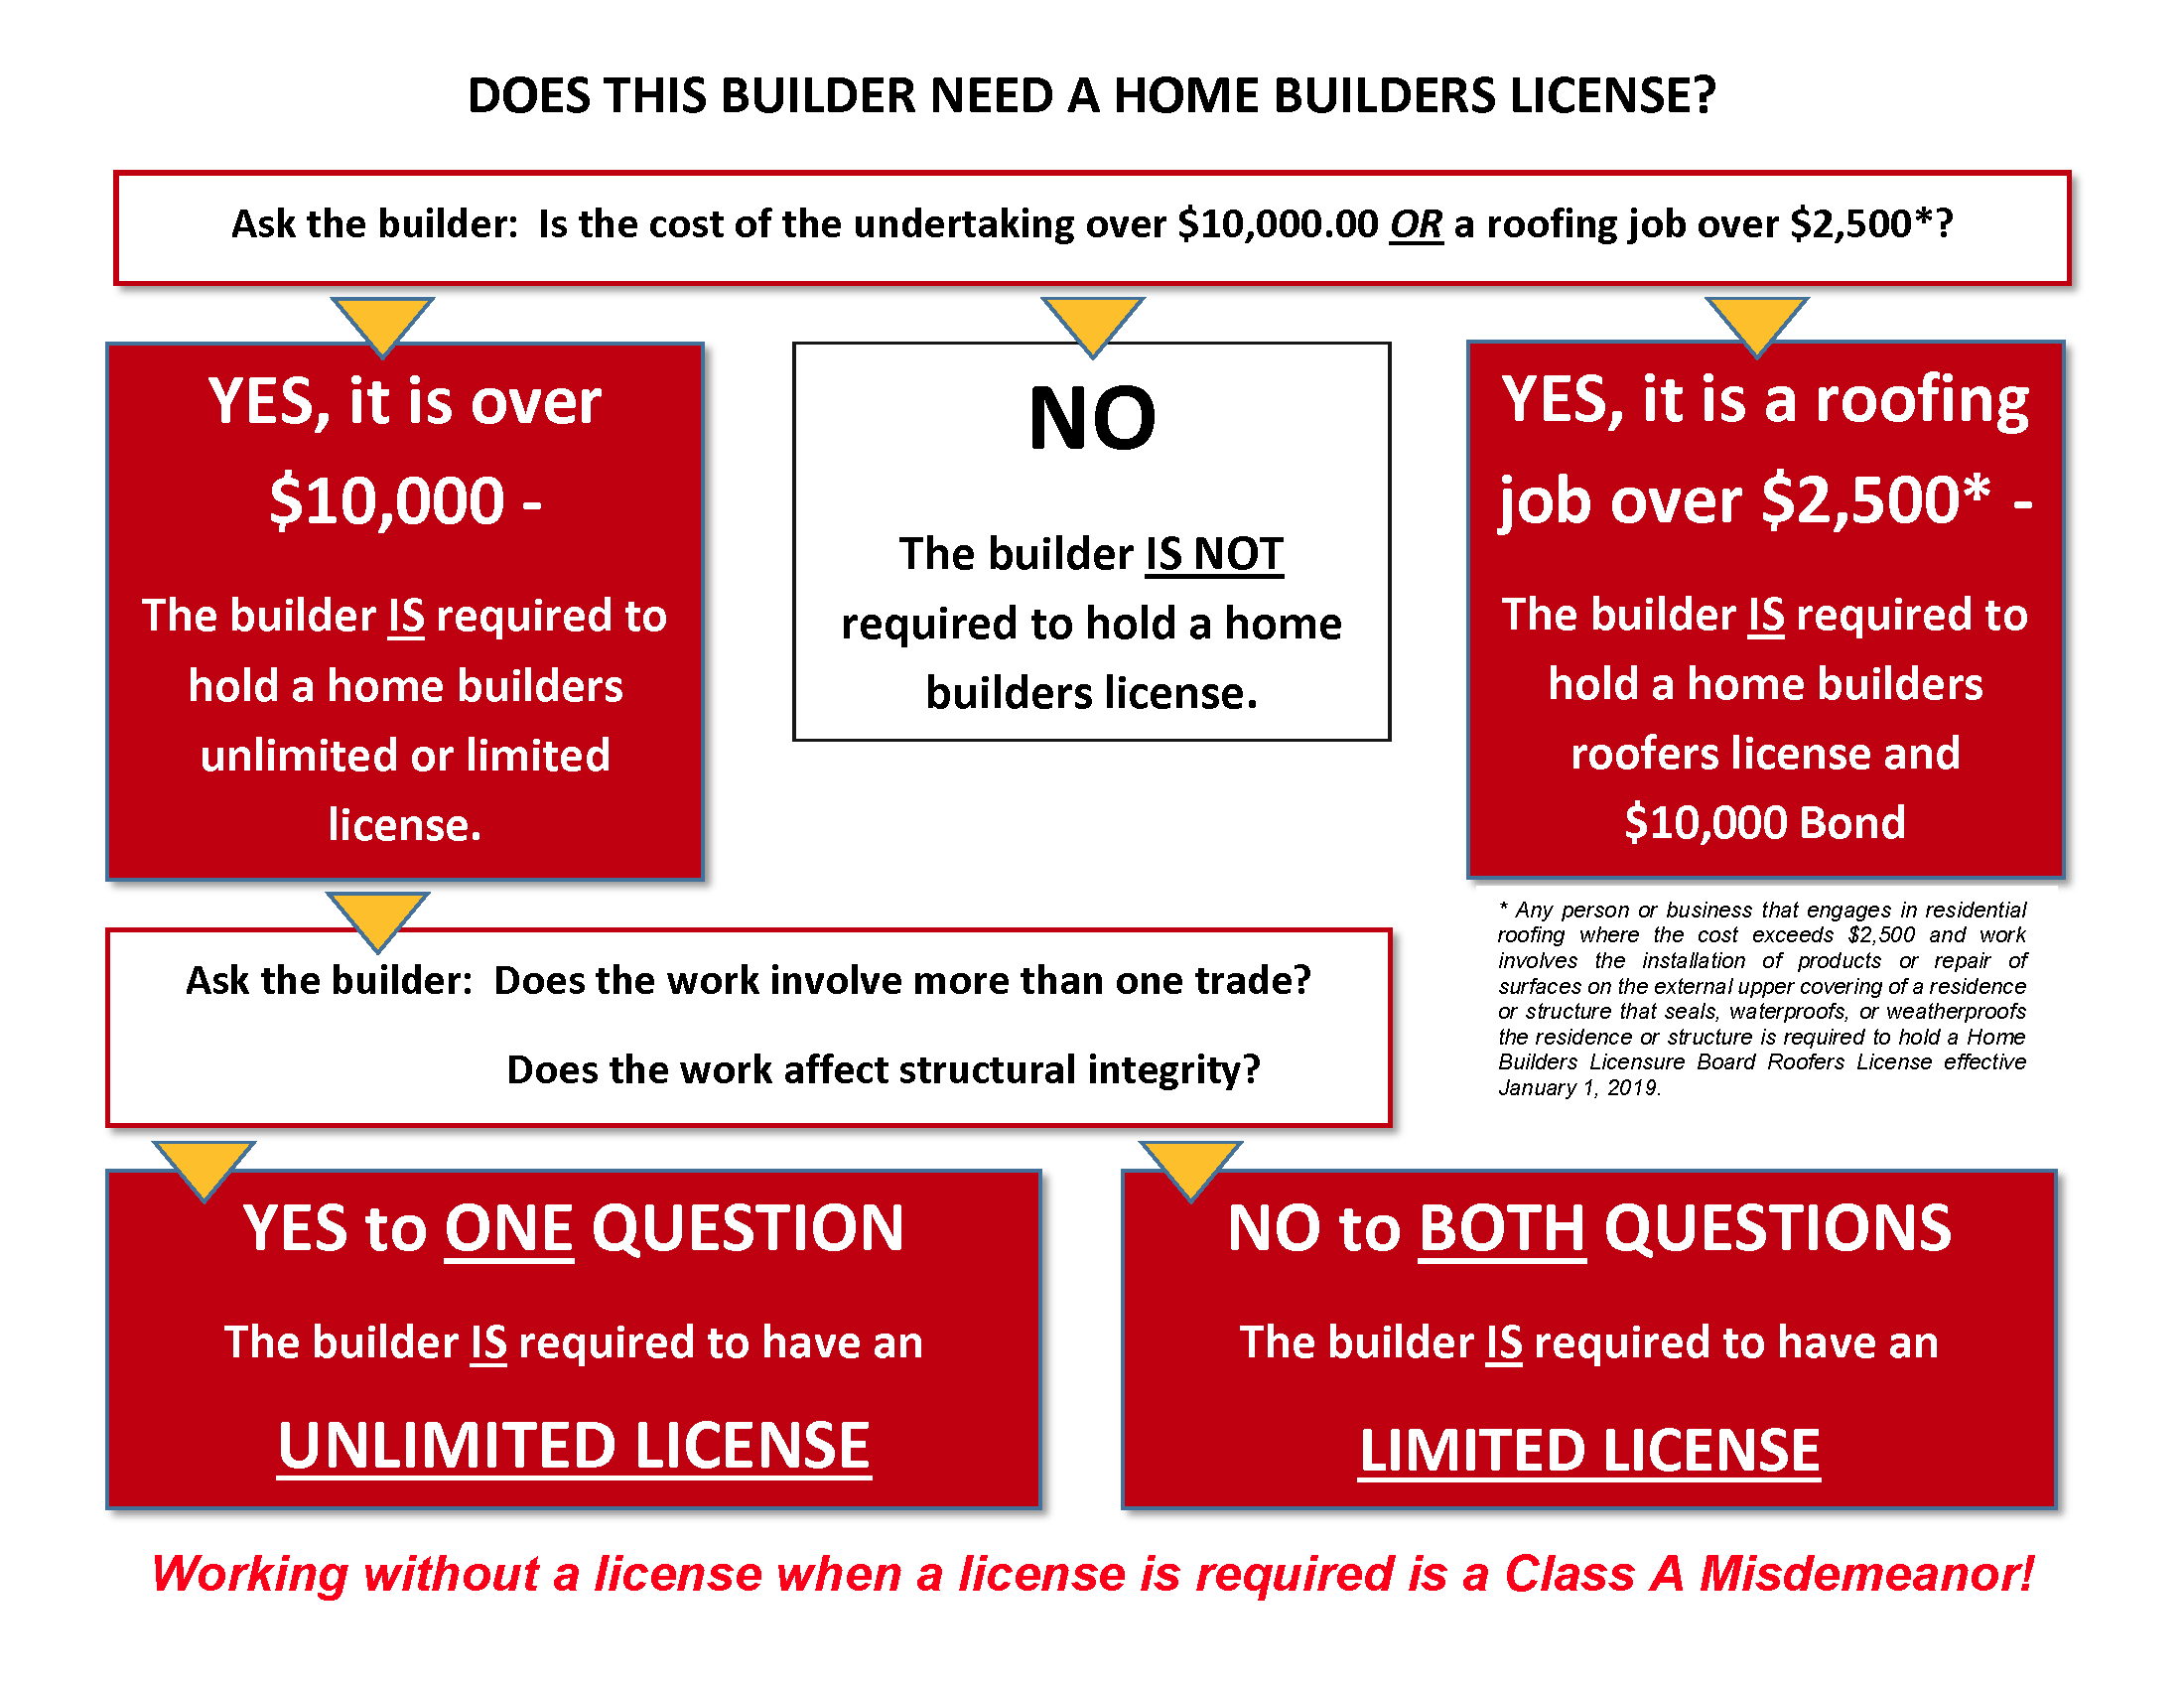 DOES THIS BUILDER NEED A HOME BUILDERS LICENSE?
Ask the builder:  Is the cost of the undertaking over $10,000.00 OR a roofing job over $2,500*?
YES, it is over
$10,000 -
The builder IS required to
hold a home builders
unlimited or limited
license.
NO
The builder IS NOT
required to hold a home
builders license.
YES, it is a roofing
job over $2,500* -
The builder IS required to
hold a home builders
roofers license and
$10,000 Bond
* Any person or business that engages in residential
roofing where the cost exceeds $2,500 and work
involves the installation of products or repair of
surfaces on the external upper covering of a residence
or structure that seals, waterproofs, or weatherproofs
the residence or structure is required to hold a Home
Builders Licensure Board Roofers License effective
January 1, 2019.
Ask the builder:  Does the work involve more than one trade?
Does the work affect structural integrity?
YES to ONE QUESTION
The builder IS required to have an
UNLIMITED LICENSE
NO to BOTH QUESTIONS
The builder IS required to have an
LIMITED LICENSE
Working without a license when a license is required is a Class A Misdemeanor!